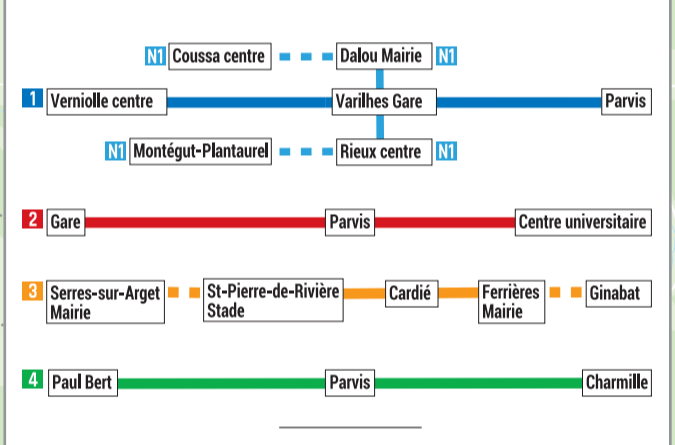 N1 Coussa centre Dalou Mairie N1
1 Verniolle centre Varilhes Gare Parvis
N1 Montégut-Plantaurel Rieux centre N1
2 Gare Parvis Centre universitaire
3 Serres-sur-Arget St-Pierre-de-Rivière Cardié Ferrières Ginabat
Mairie Stade Mairie
4 Paul Bert Parvis Charmille